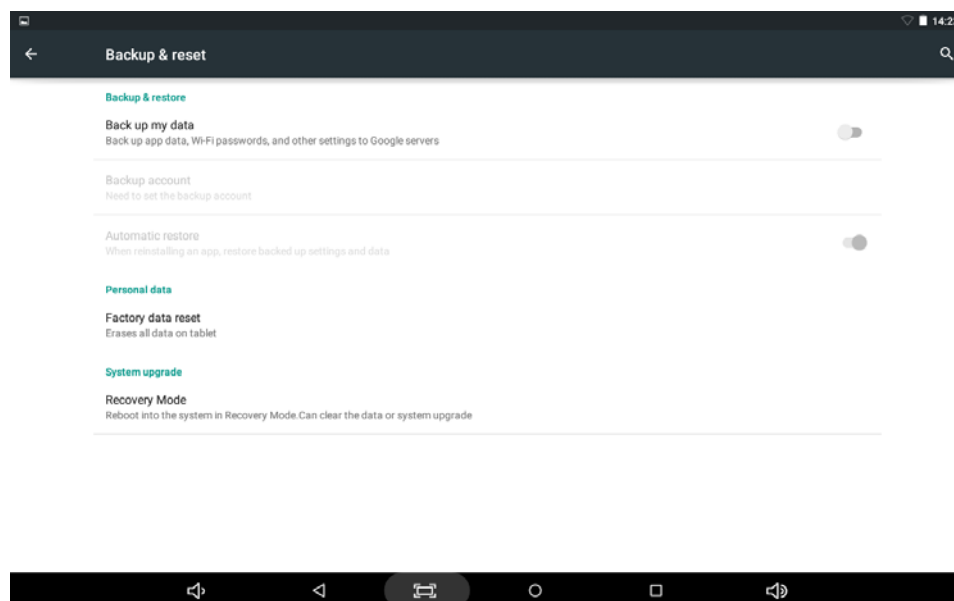 14:2
Backup & reset
Backup & restore
Back up my data
Back up app data, Wi-Fi passwords, and other settings to Google servers
Backup account
Need to set the backup account
Automatic restore
When reinstalling an app, restore backed up settings and data
Personal data
Factory data reset
Erases all data on tablet
System upgrade
Recovery Mode
Reboot into the system in Recovery Mode.Can clear the data or system upgrade